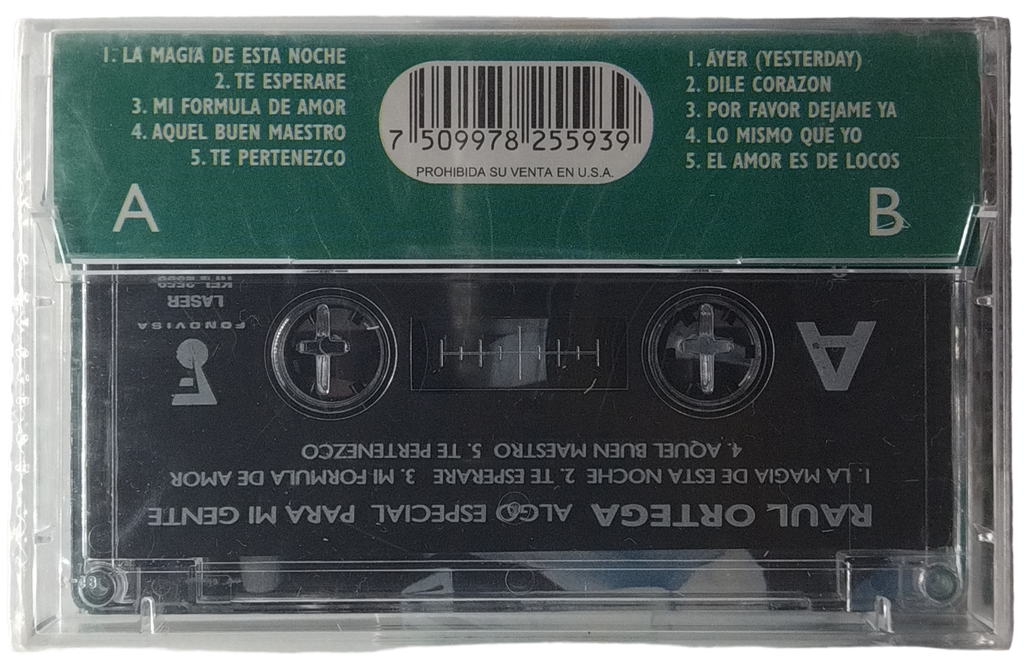 1. LA MAGIA DE ESTA NOCHE
2. TE ESPERARE
3. MI FORMULA DE AMOR
4. AQUEL BUEN MAESTRO
5. TE PERTENEZCO
A
7 509978 255939
PROHIBIDA SU VENTA EN U.S.A.
1. AYER (YESTERDAY)
2. DILE CORAZON
3. POR FAVOR DEJAME YA
4. LO MISMO QUE YO
5. EL AMOR ES DE LOCOS
B
RAUL ORTEGA ALGO ESPECIAL PARA MI GENTE
1. LA MAGIA DE ESTA NOCHE 2. TE ESPERARE 3. MI FORMULA DE AMOR
4. AQUEL BUEN MAESTRO 5. TE PERTENEZCO
A
F
FONOVISA
LASER